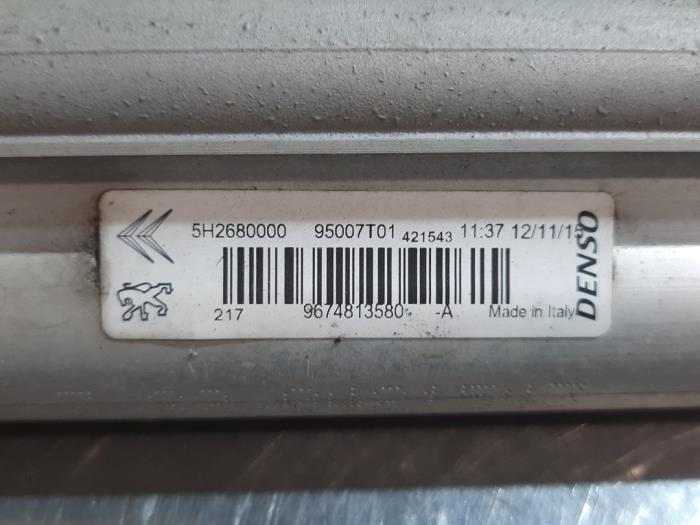 5H2680000 95007T01 421543 11:37 12/11/15
217 9674813580- -A Made in Italy
DENSO